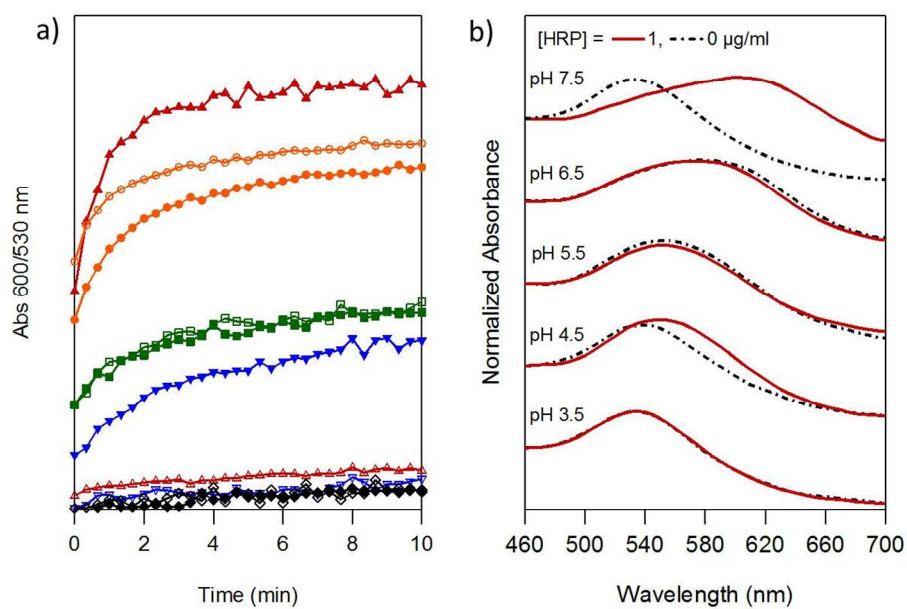 a)
Abs 600/530 nm
0 2 4 6 8 10
Time (min)
b)
[HRP] = 1, 0 µg/ml
pH 7.5
pH 6.5
pH 5.5
pH 4.5
pH 3.5
Normalized Absorbance
460 500 540 580 620 660 700
Wavelength (nm)